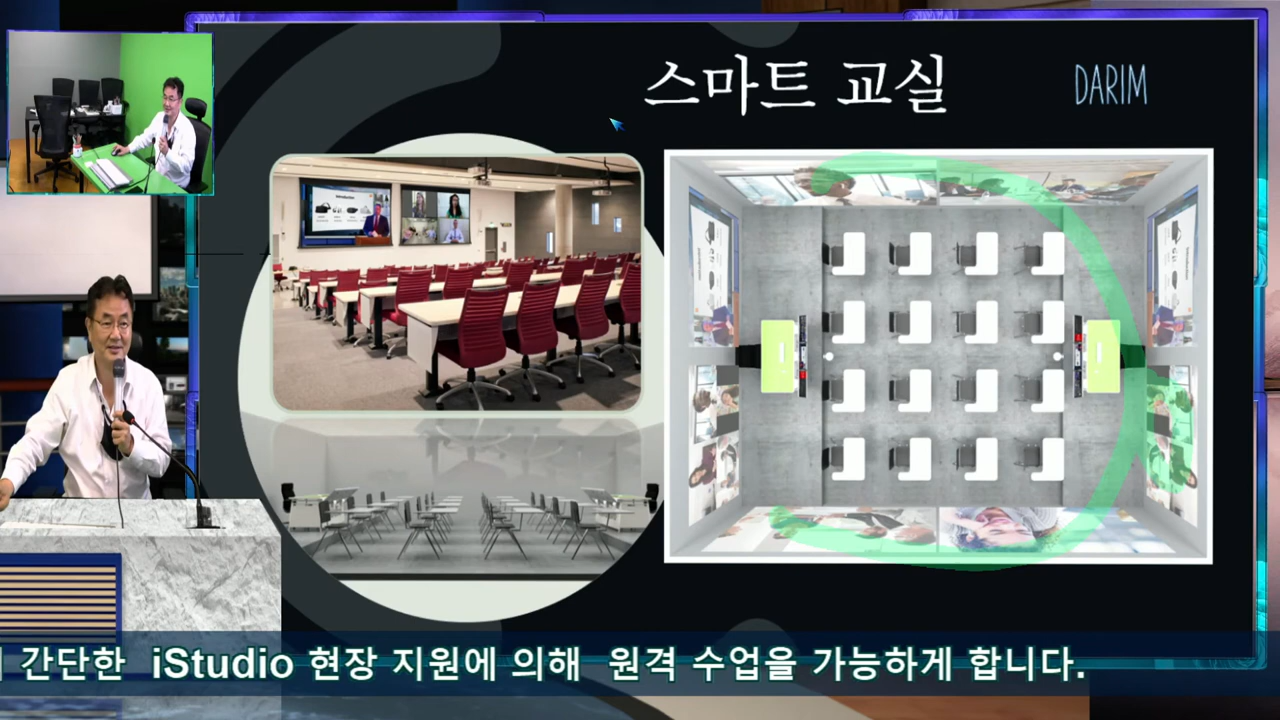 스마트 교실
DARIM
Introduction
간단한 iStudio 현장 지원에 의해 원격 수업을 가능하게 합니다.